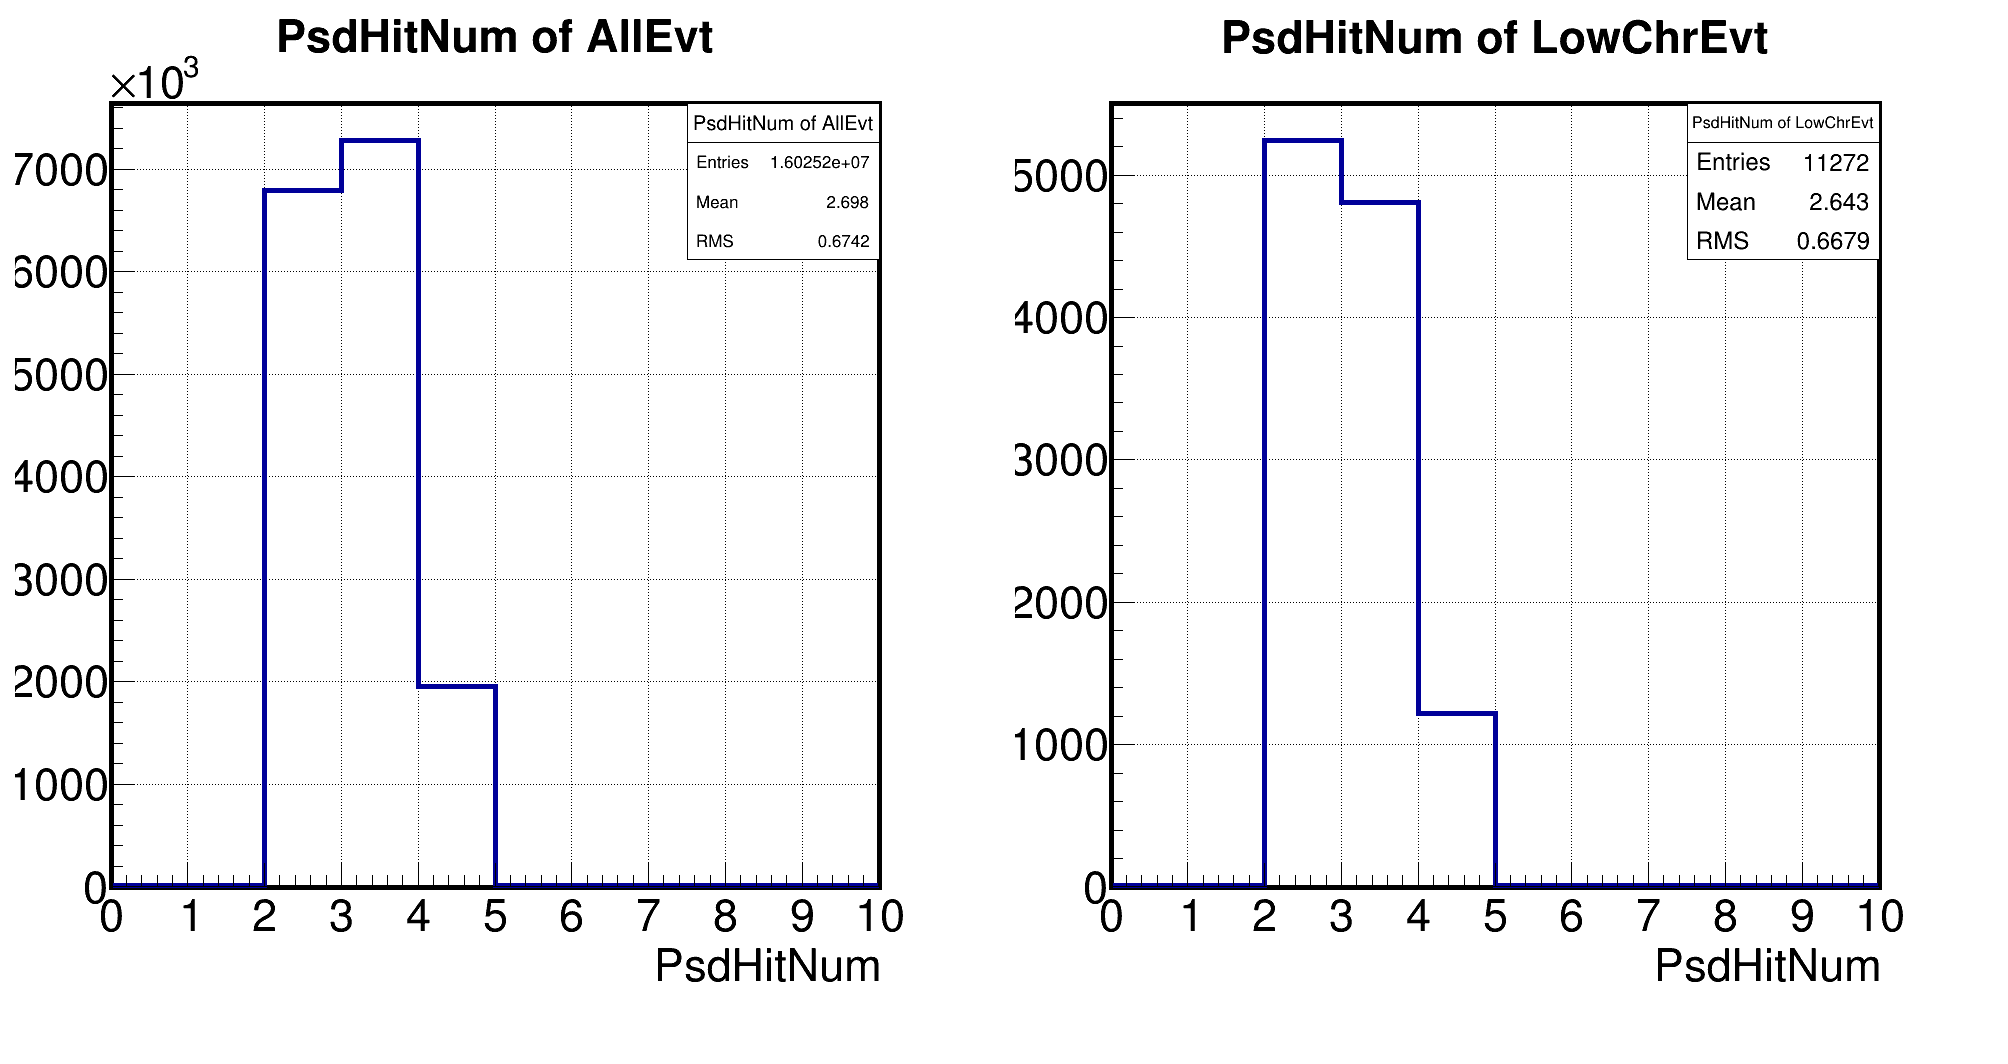 PsdHitNum of AllEvt
×10³
7000
6000
5000
4000
3000
2000
1000
0
0 1 2 3 4 5 6 7 8 9 10
PsdHitNum
PsdHitNum of AllEvt
Entries 1.60252e+07
Mean 2.698
RMS 0.6742
PsdHitNum of LowChrEvt
5000
4000
3000
2000
1000
0
0 1 2 3 4 5 6 7 8 9 10
PsdHitNum
PsdHitNum of LowChrEvt
Entries 11272
Mean 2.643
RMS 0.6679